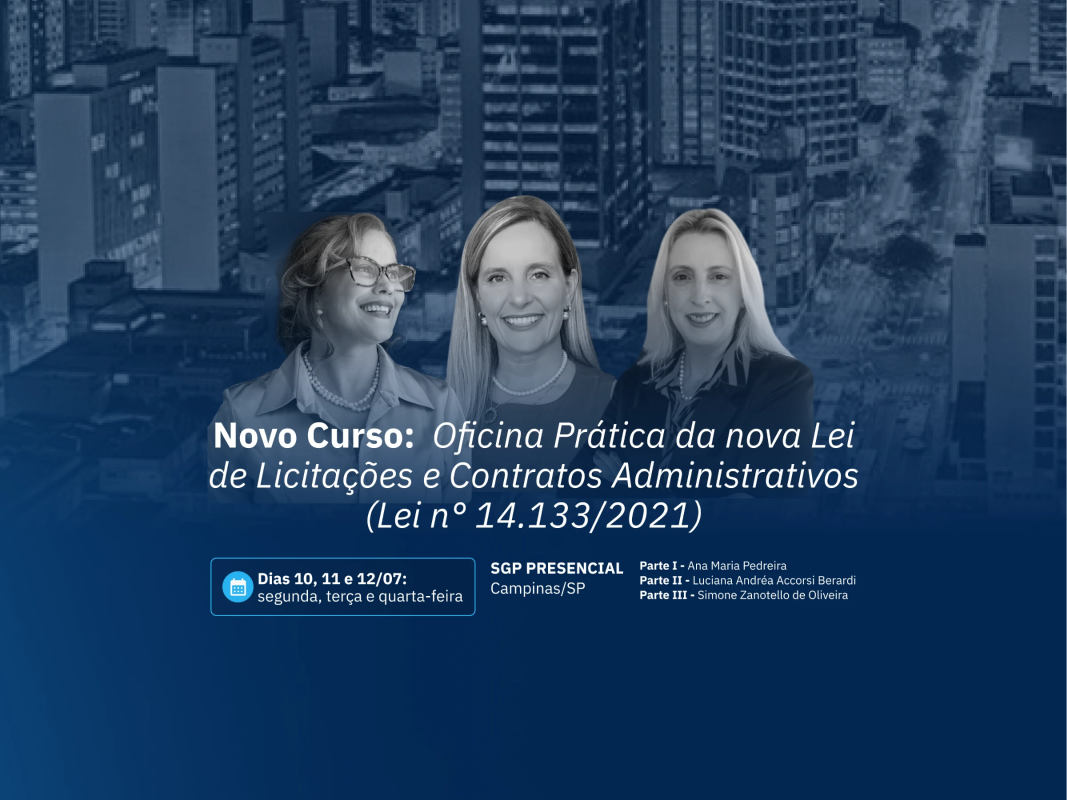 Novo Curso: Oficina Prática da nova Lei
de Licitações e Contratos Administrativos
(Lei nº 14.133/2021)
Dias 10, 11 e 12/07:
segunda, terça e quarta-feira
SGP PRESENCIAL
Campinas/SP
Parte I - Ana Maria Pedreira
Parte II - Luciana Andréa Accorsi Berardi
Parte III - Simone Zanotello de Oliveira